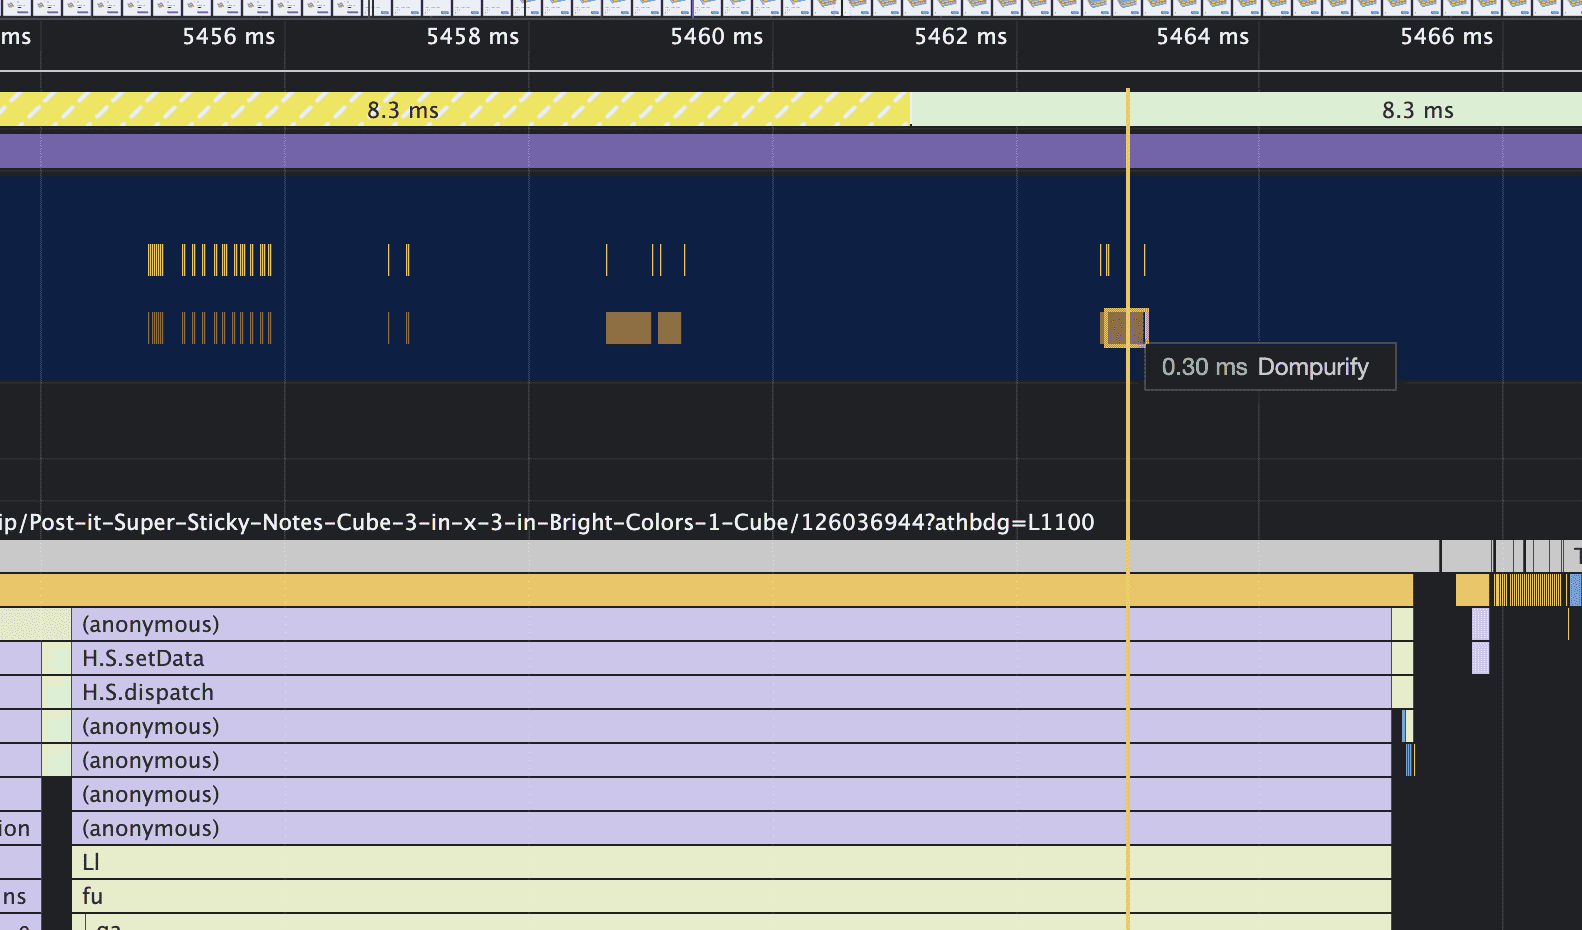 ms 5456 ms 5458 ms 5460 ms 5462 ms 5464 ms 5466 ms
8.3 ms 8.3 ms
0.30 ms Dompurify
ip/Post-it-Super-Sticky-Notes-Cube-3-in-x-3-in-Bright-Colors-1-Cube/126036944?athbdg=L1100
T
(anonymous)
H.S.setData
H.S.dispatch
(anonymous)
(anonymous)
(anonymous)
ion (anonymous)
Ll
ns fu